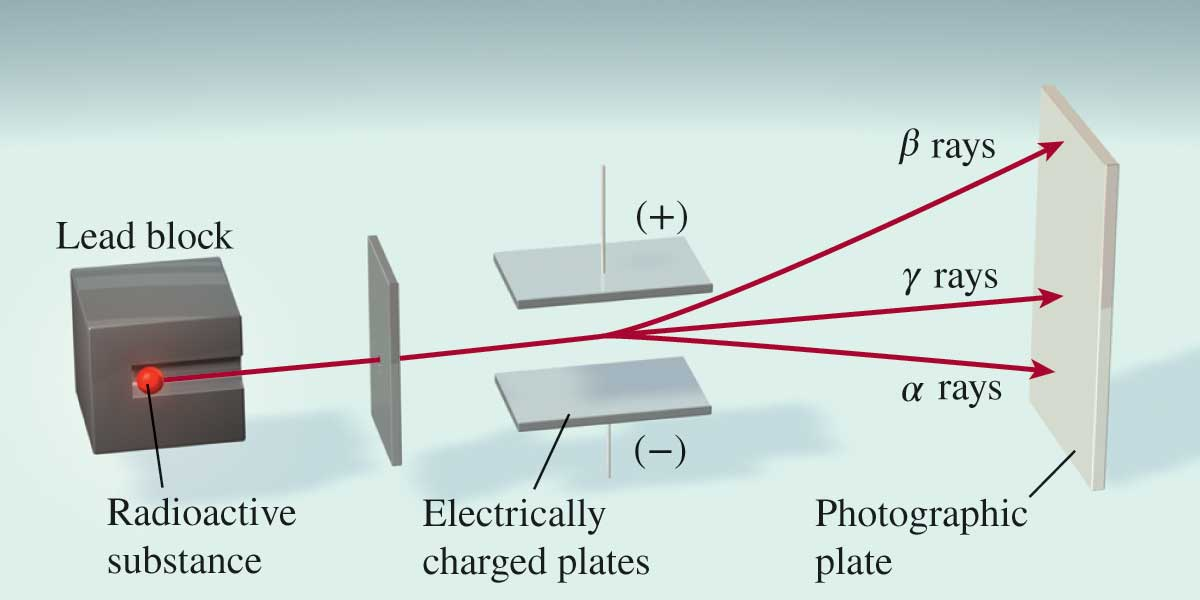 β rays
(+)
Lead block
γ rays
α rays
(−)
Radioactive
substance
Electrically
charged plates
Photographic
plate